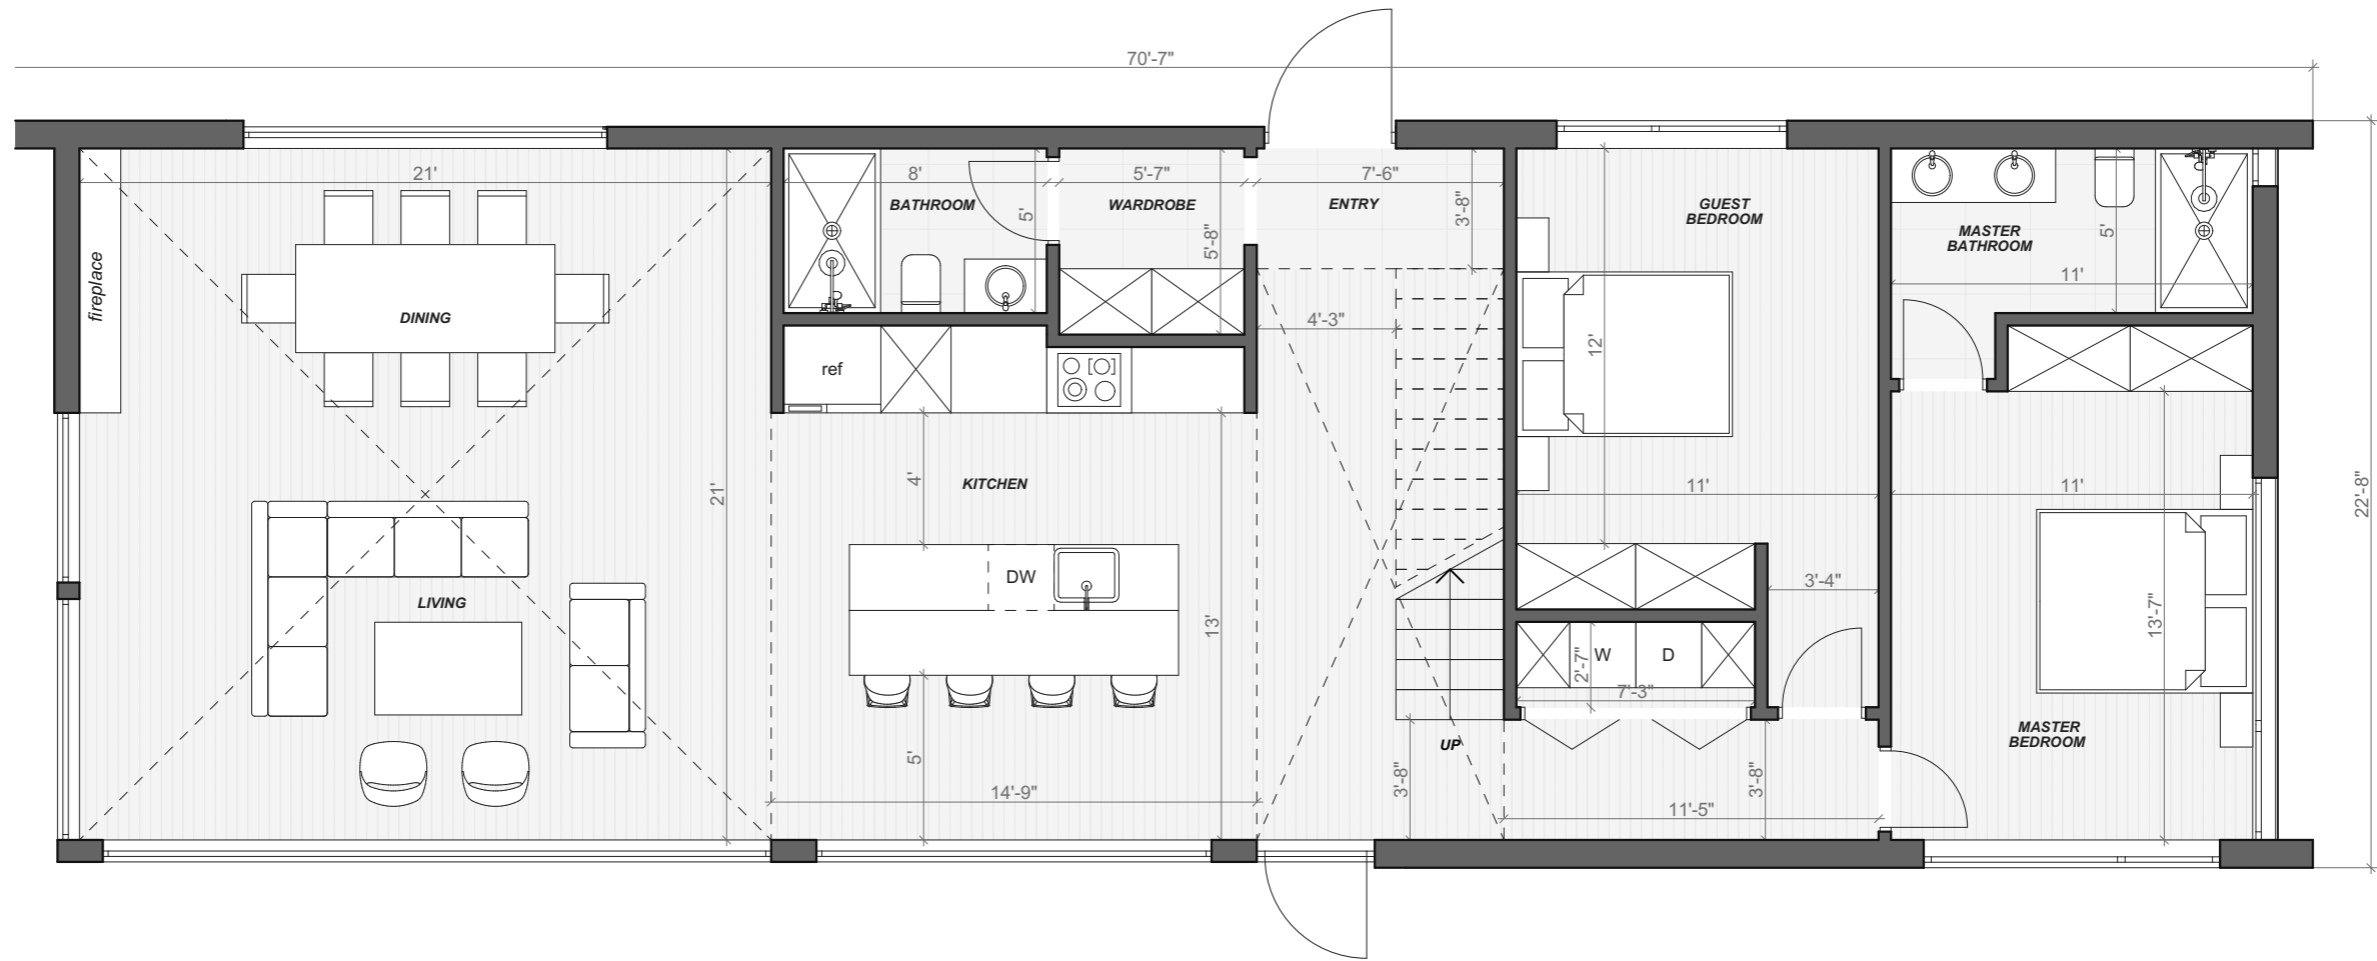 70'-7"
21'
8'
5'-7"
7'-6"
BATHROOM
WARDROBE
ENTRY
GUEST
BEDROOM
5'
5'-8"
3'-8"
MASTER
BATHROOM
5'
11'
fireplace
DINING
4'-3"
12'
ref
4'
KITCHEN
21'
11'
11'
22'-8"
DW
LIVING
3'-4"
13'
13'-7"
W
D
2'-7"
7'-3"
MASTER
BEDROOM
UP
5'
3'-8"
3'-8"
14'-9"
11'-5"